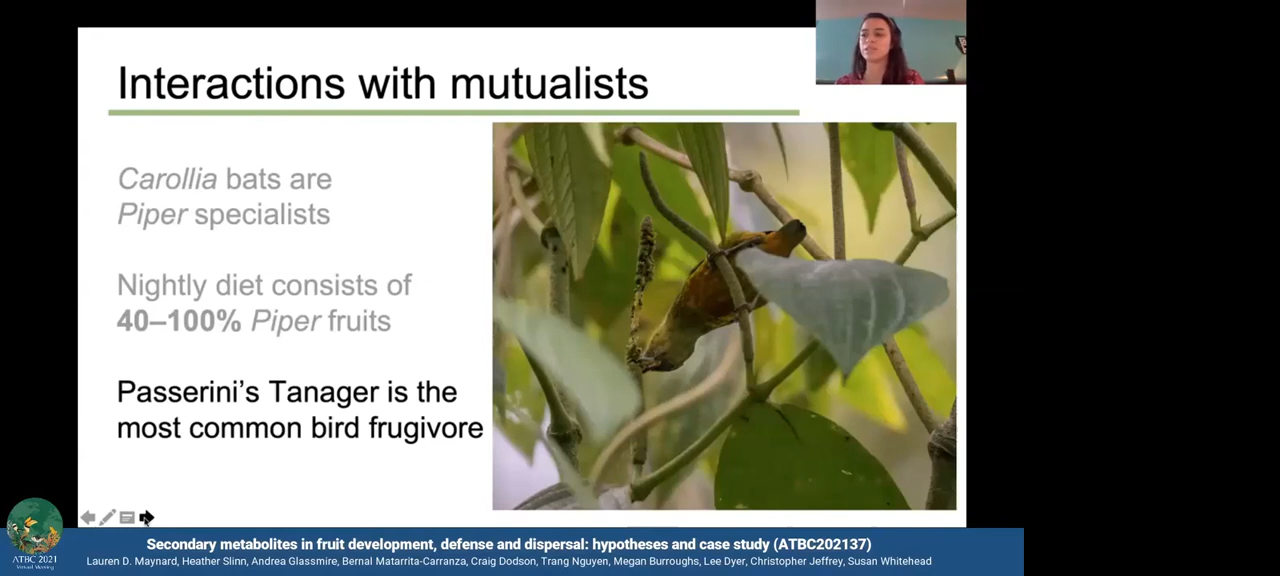 Interactions with mutualists
Carollia bats are
Piper specialists
Nightly diet consists of
40–100% Piper fruits
Passerini's Tanager is the
most common bird frugivore
ATBC 2021
Virtual Meeting
Secondary metabolites in fruit development, defense and dispersal: hypotheses and case study (ATBC202137)
Lauren D. Maynard, Heather Slinn, Andrea Glassmire, Bernal Matarrita-Carranza, Craig Dodson, Trang Nguyen, Megan Burroughs, Lee Dyer, Christopher Jeffrey, Susan Whitehead